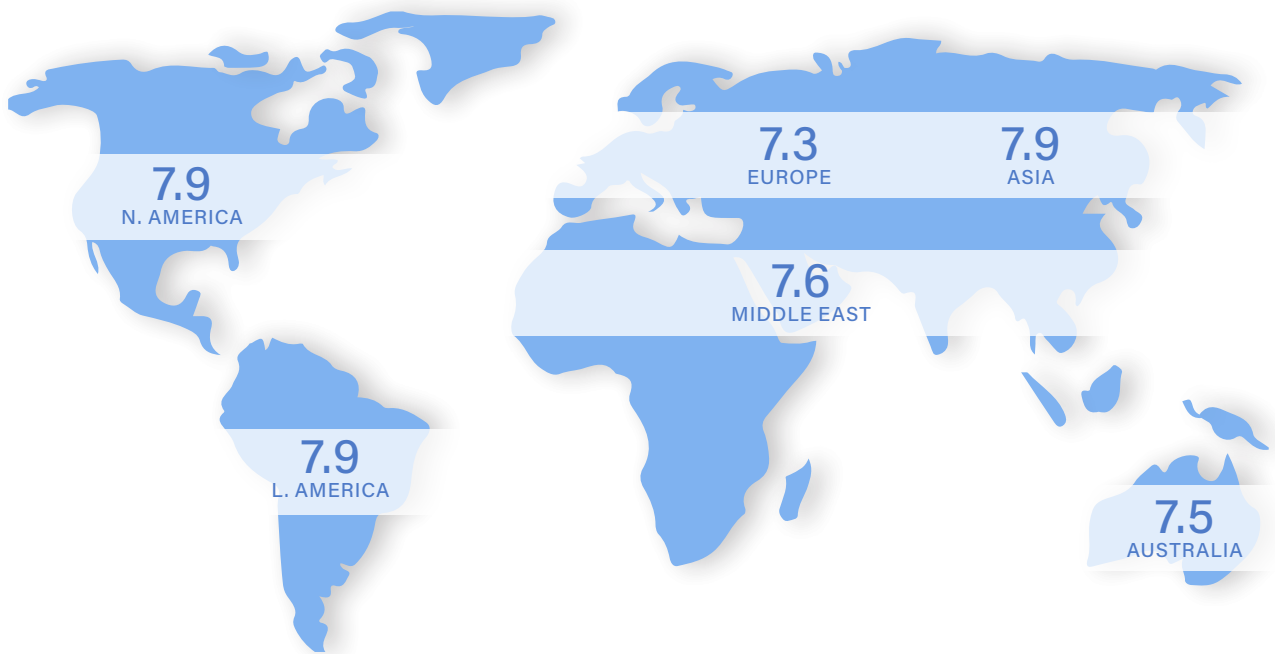 7.9
N. AMERICA
7.3
EUROPE
7.9
ASIA
7.6
MIDDLE EAST
7.9
L. AMERICA
7.5
AUSTRALIA